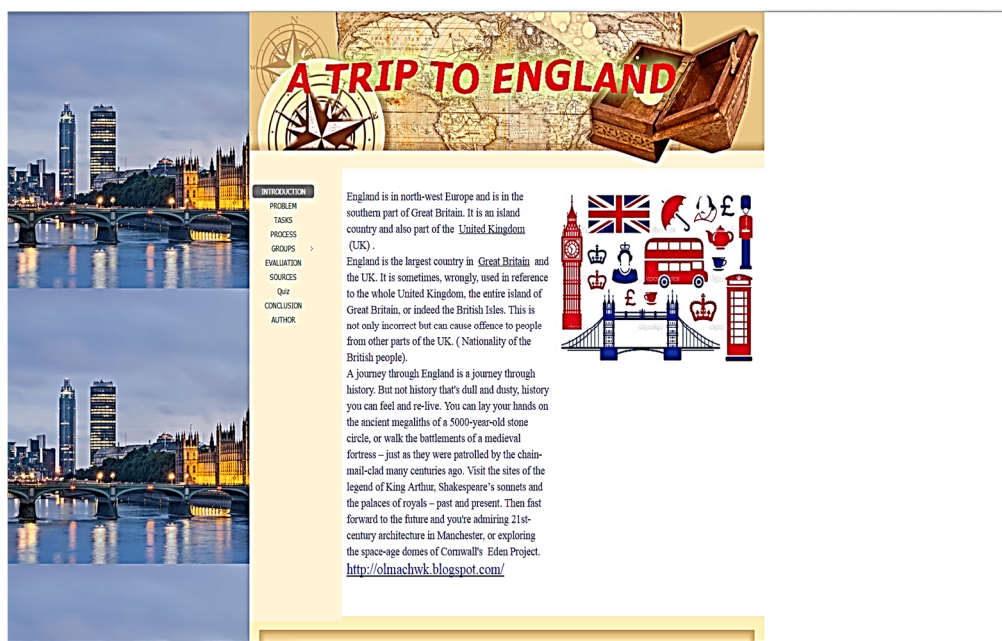 A TRIP TO ENGLAND
INTRODUCTION
PROBLEM
TASKS
PROCESS
GROUPS
EVALUATION
SOURCES
Quiz
CONCLUSION
AUTHOR
England is in north-west Europe and is in the
southern part of Great Britain. It is an island
country and also part of the United Kingdom
(UK) .
England is the largest country in Great Britain and
the UK. It is sometimes, wrongly, used in reference
to the whole United Kingdom, the entire island of
Great Britain, or indeed the British Isles. This is
not only incorrect but can cause offence to people
from other parts of the UK. ( Nationality of the
British people).
A journey through England is a journey through
history. But not history that's dull and dusty, history
you can feel and re-live. You can lay your hands on
the ancient megaliths of a 5000-year-old stone
circle, or walk the battlements of a medieval
fortress – just as they were patrolled by the chain-
mail-clad many centuries ago. Visit the sites of the
legend of King Arthur, Shakespeare's sonnets and
the palaces of royals – past and present. Then fast
forward to the future and you're admiring 21st-
century architecture in Manchester, or exploring
the space-age domes of Cornwall's Eden Project.
http://olmachwk.blogspot.com/